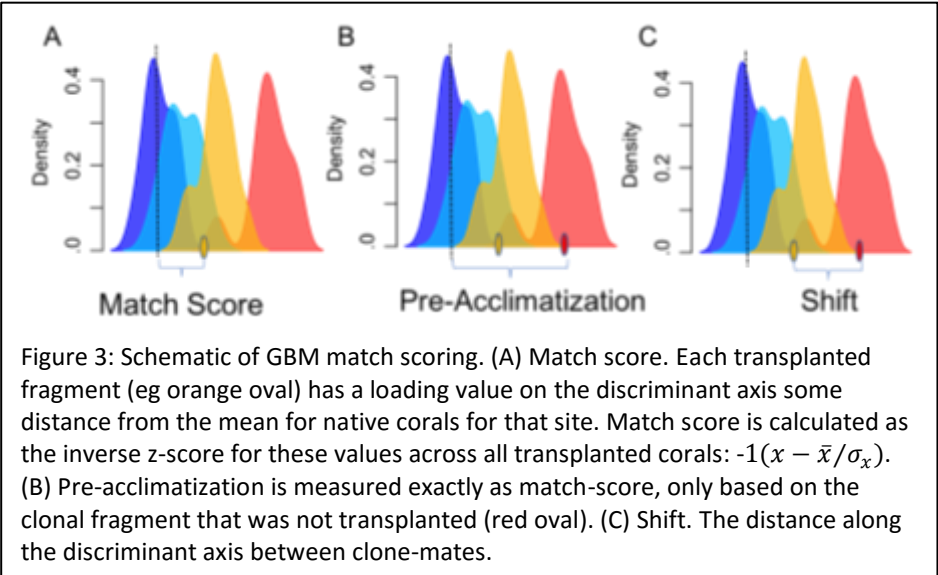 A
B
C
0.4
0.2
.0
Density
0.4
0.2
.0
Density
0.4
0.2
.0
Density
Match Score
Pre-Acclimatization
Shift
Figure 3: Schematic of GBM match scoring. (A) Match score. Each transplanted
fragment (eg orange oval) has a loading value on the discriminant axis some
distance from the mean for native corals for that site. Match score is calculated as
the inverse z-score for these values across all transplanted corals: -1(𝑥 − 𝑥̄/𝜎ₓ).
(B) Pre-acclimatization is measured exactly as match-score, only based on the
clonal fragment that was not transplanted (red oval). (C) Shift. The distance along
the discriminant axis between clone-mates.